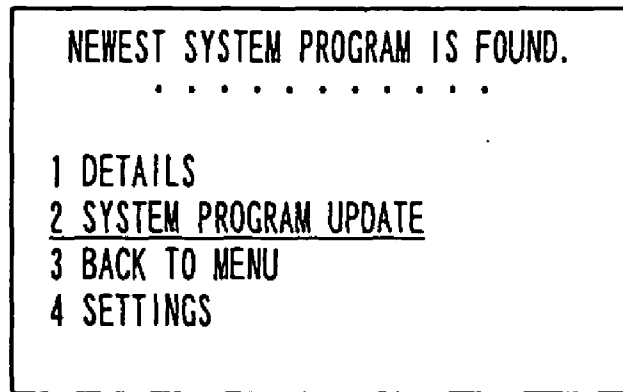 NEWEST SYSTEM PROGRAM IS FOUND.
. . . . . . . . . . .
1 DETAILS
2 SYSTEM PROGRAM UPDATE
3 BACK TO MENU
4 SETTINGS